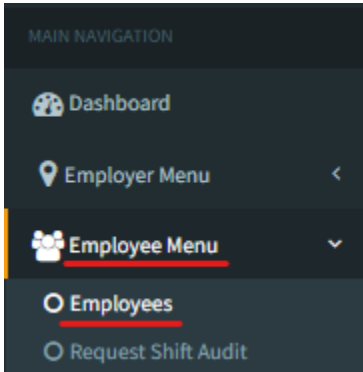 MAIN NAVIGATION
Dashboard
Employer Menu
Employee Menu
Employees
Request Shift Audit